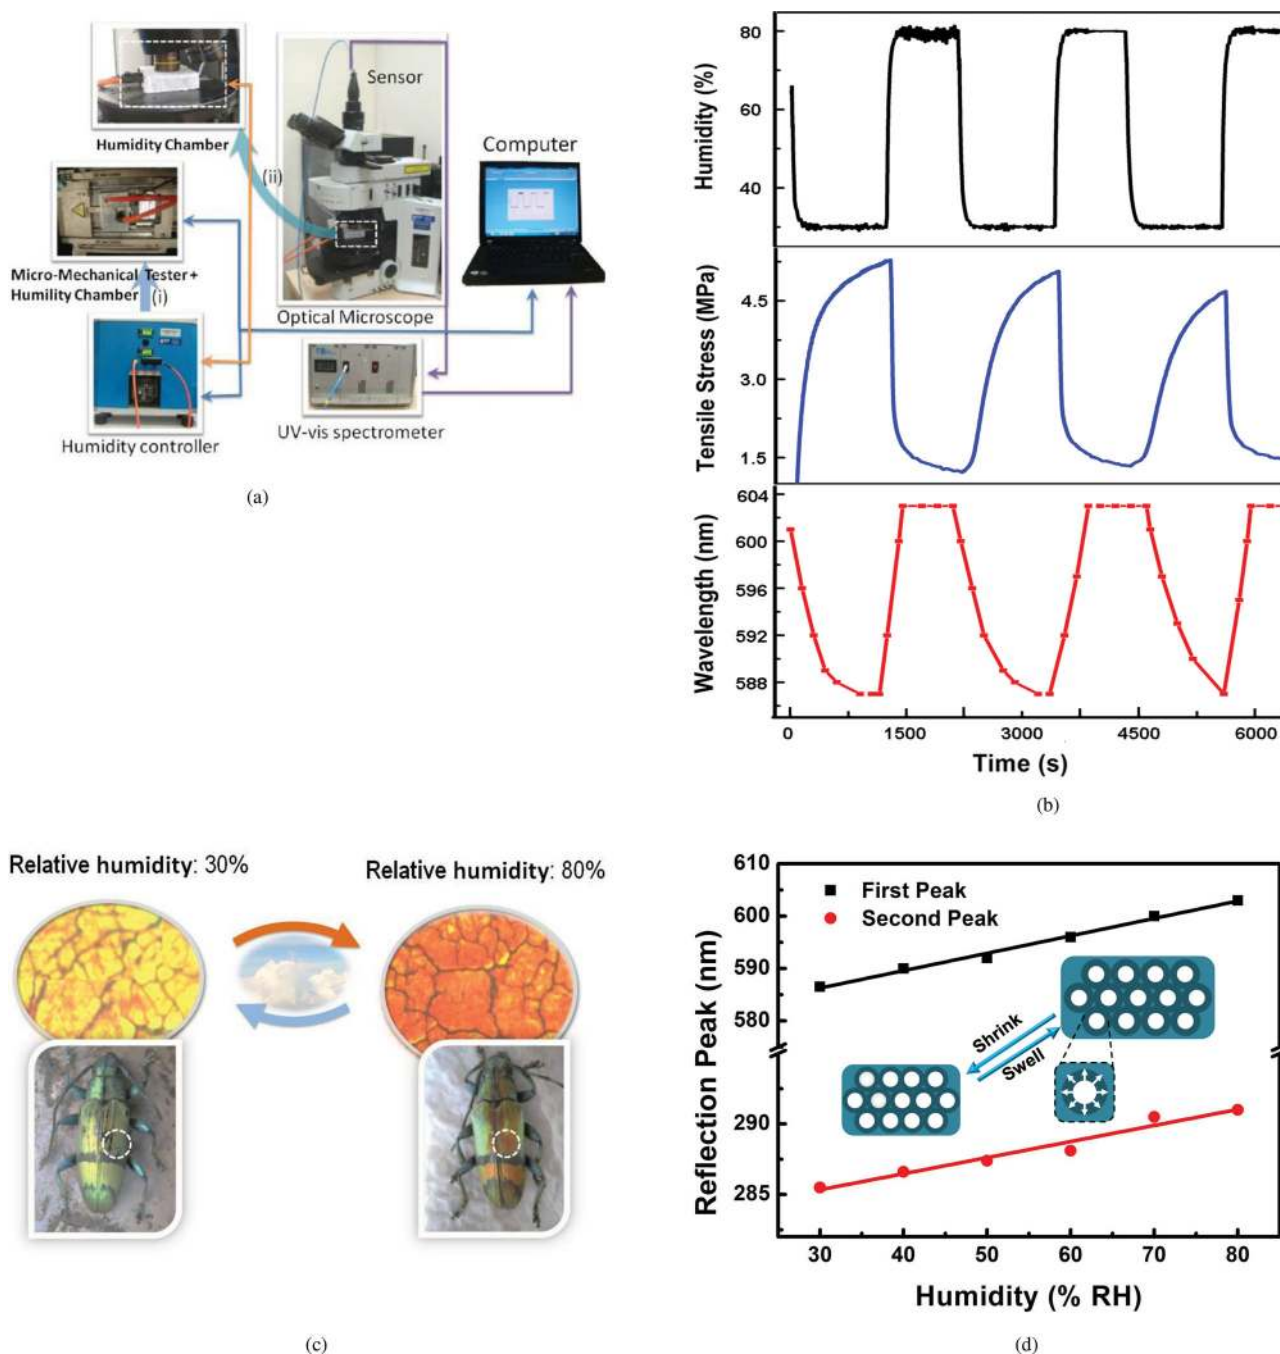 Sensor
Humidity Chamber
(ii)
Computer
Micro-Mechanical Tester +
Humility Chamber
(i)
Optical Microscope
Humidity controller
UV-vis spectrometer
(a)
Humidity (%)
80
60
40
Tensile Stress (MPa)
4.5
3.0
1.5
Wavelength (nm)
604
600
596
592
588
0 1500 3000 4500 6000
Time (s)
(b)
Relative humidity: 30%
Relative humidity: 80%
(c)
Reflection Peak (nm)
610
600
590
580
290
285
First Peak
Second Peak
Shrink
Swell
30 40 50 60 70 80
Humidity (% RH)
(d)